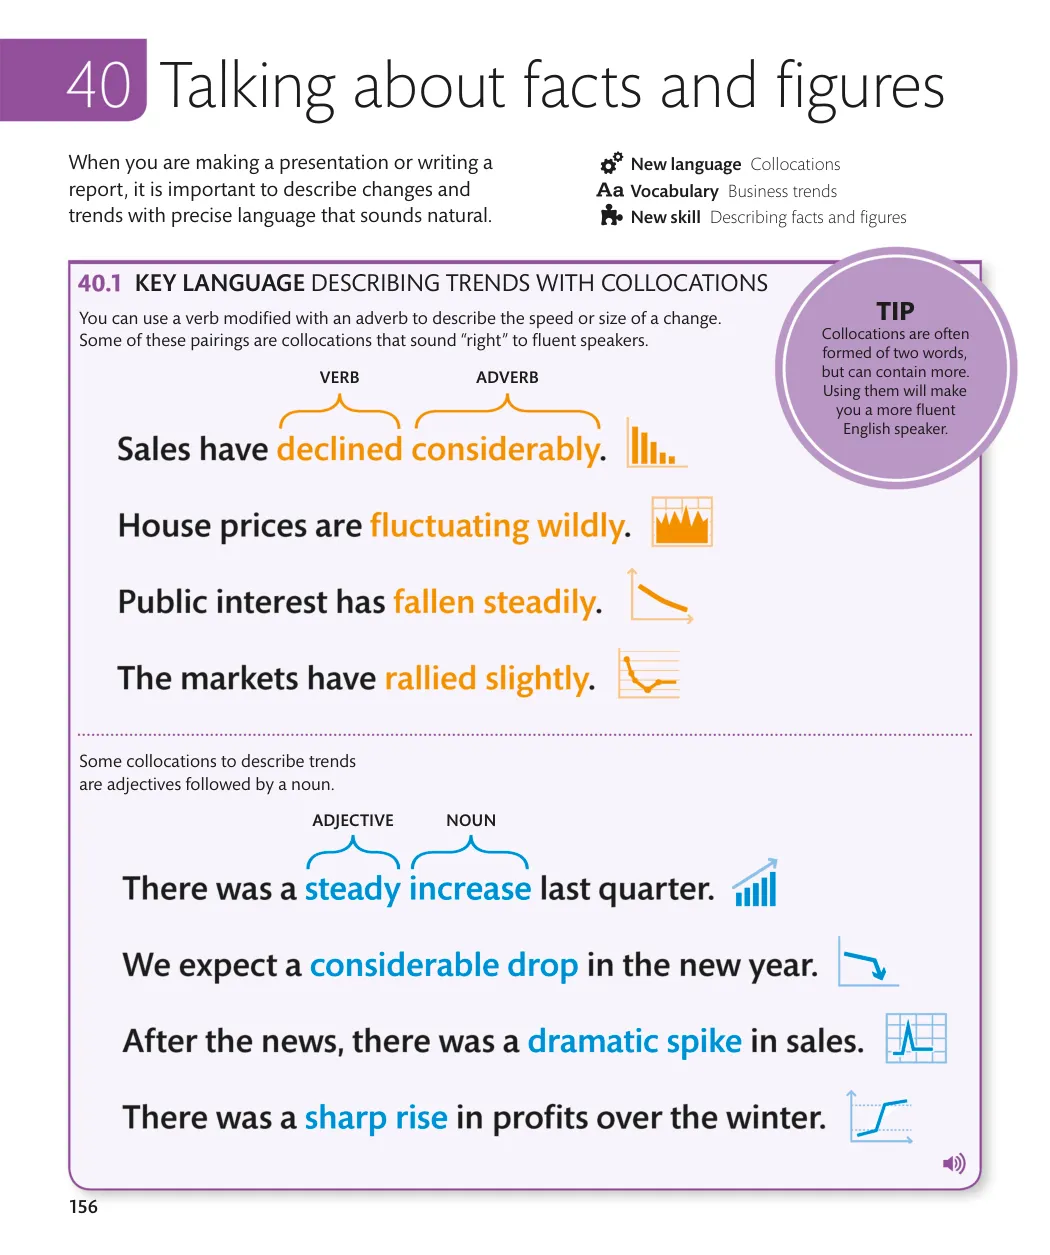 40 Talking about facts and figures
When you are making a presentation or writing a
report, it is important to describe changes and
trends with precise language that sounds natural.
New language Collocations
Aa Vocabulary Business trends
New skill Describing facts and figures
40.1 KEY LANGUAGE DESCRIBING TRENDS WITH COLLOCATIONS
You can use a verb modified with an adverb to describe the speed or size of a change.
Some of these pairings are collocations that sound “right” to fluent speakers.
TIP
Collocations are often
formed of two words,
but can contain more.
Using them will make
you a more fluent
English speaker.
VERB ADVERB
Sales have declined considerably.
House prices are fluctuating wildly.
Public interest has fallen steadily.
The markets have rallied slightly.
Some collocations to describe trends
are adjectives followed by a noun.
ADJECTIVE NOUN
There was a steady increase last quarter.
We expect a considerable drop in the new year.
After the news, there was a dramatic spike in sales.
There was a sharp rise in profits over the winter.
156